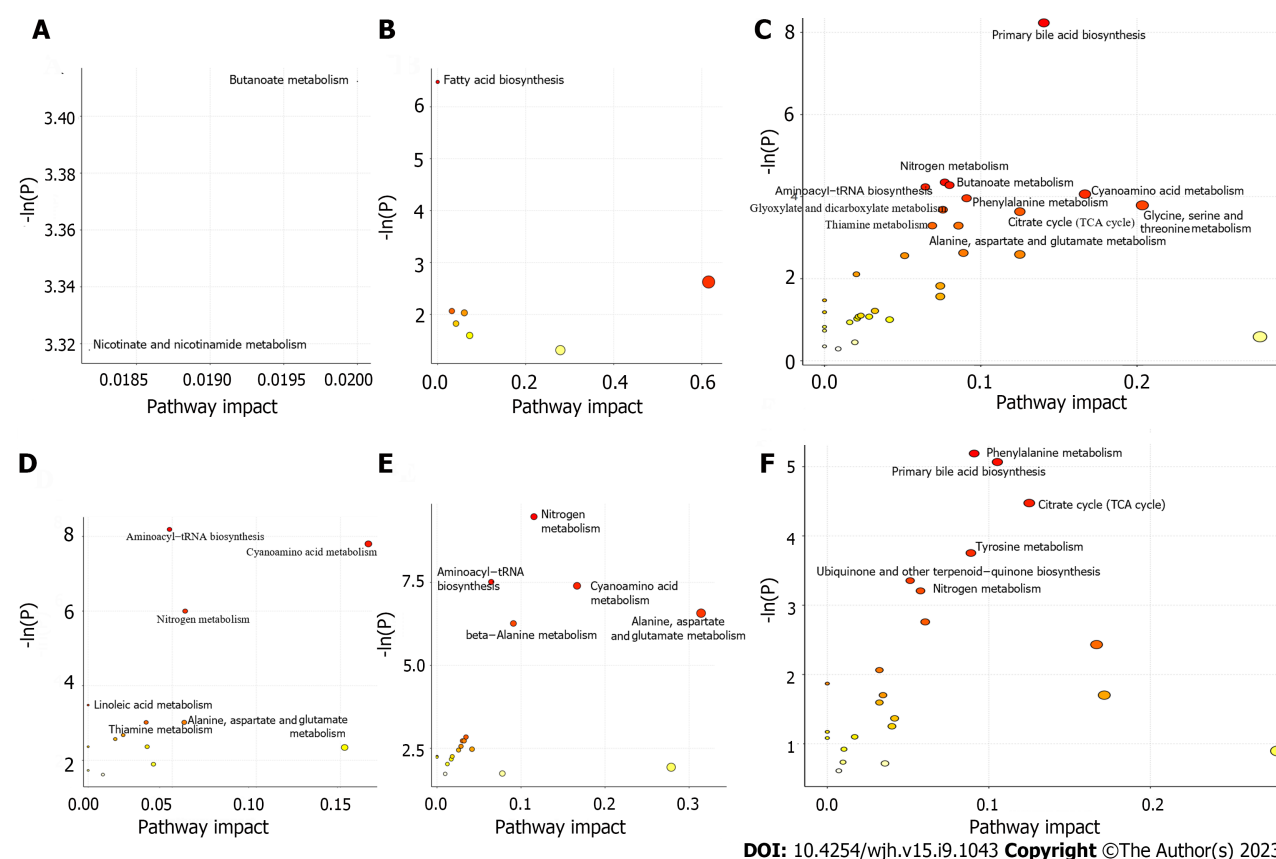 A
Butanoate metabolism
3.40
3.38
3.36
3.34
3.32
-ln(P)
Nicotinate and nicotinamide metabolism
0.0185
0.0190
0.0195
0.0200
Pathway impact
B
Fatty acid biosynthesis
6
5
4
3
2
-ln(P)
0.0
0.2
0.4
0.6
Pathway impact
C
8
6
4
2
0
-ln(P)
Primary bile acid biosynthesis
Nitrogen metabolism
Butanoate metabolism
Aminoacyl-tRNA biosynthesis
Cyanoamino acid metabolism
Phenylalanine metabolism
Glyoxylate and dicarboxylate metabolism
Glycine, serine and
threonine metabolism
Citrate cycle (TCA cycle)
Thiamine metabolism
Alanine, aspartate and glutamate metabolism
0.0
0.1
0.2
Pathway impact
D
8
6
4
2
-ln(P)
Aminoacyl-tRNA biosynthesis
Cyanoamino acid metabolism
Nitrogen metabolism
Linoleic acid metabolism
Alanine, aspartate and glutamate
metabolism
Thiamine metabolism
0.00
0.05
0.10
0.15
Pathway impact
E
7.5
5.0
2.5
-ln(P)
Nitrogen
metabolism
Aminoacyl-tRNA
biosynthesis
Cyanoamino acid
metabolism
Alanine, aspartate
and glutamate metabolism
beta-Alanine metabolism
0.0
0.1
0.2
0.3
Pathway impact
F
5
4
3
2
1
-ln(P)
Phenylalanine metabolism
Primary bile acid biosynthesis
Citrate cycle (TCA cycle)
Tyrosine metabolism
Ubiquinone and other terpenoid-quinone biosynthesis
Nitrogen metabolism
0.0
0.1
0.2
Pathway impact
DOI: 10.4254/wjh.v15.i9.1043 Copyright ©The Author(s) 2023